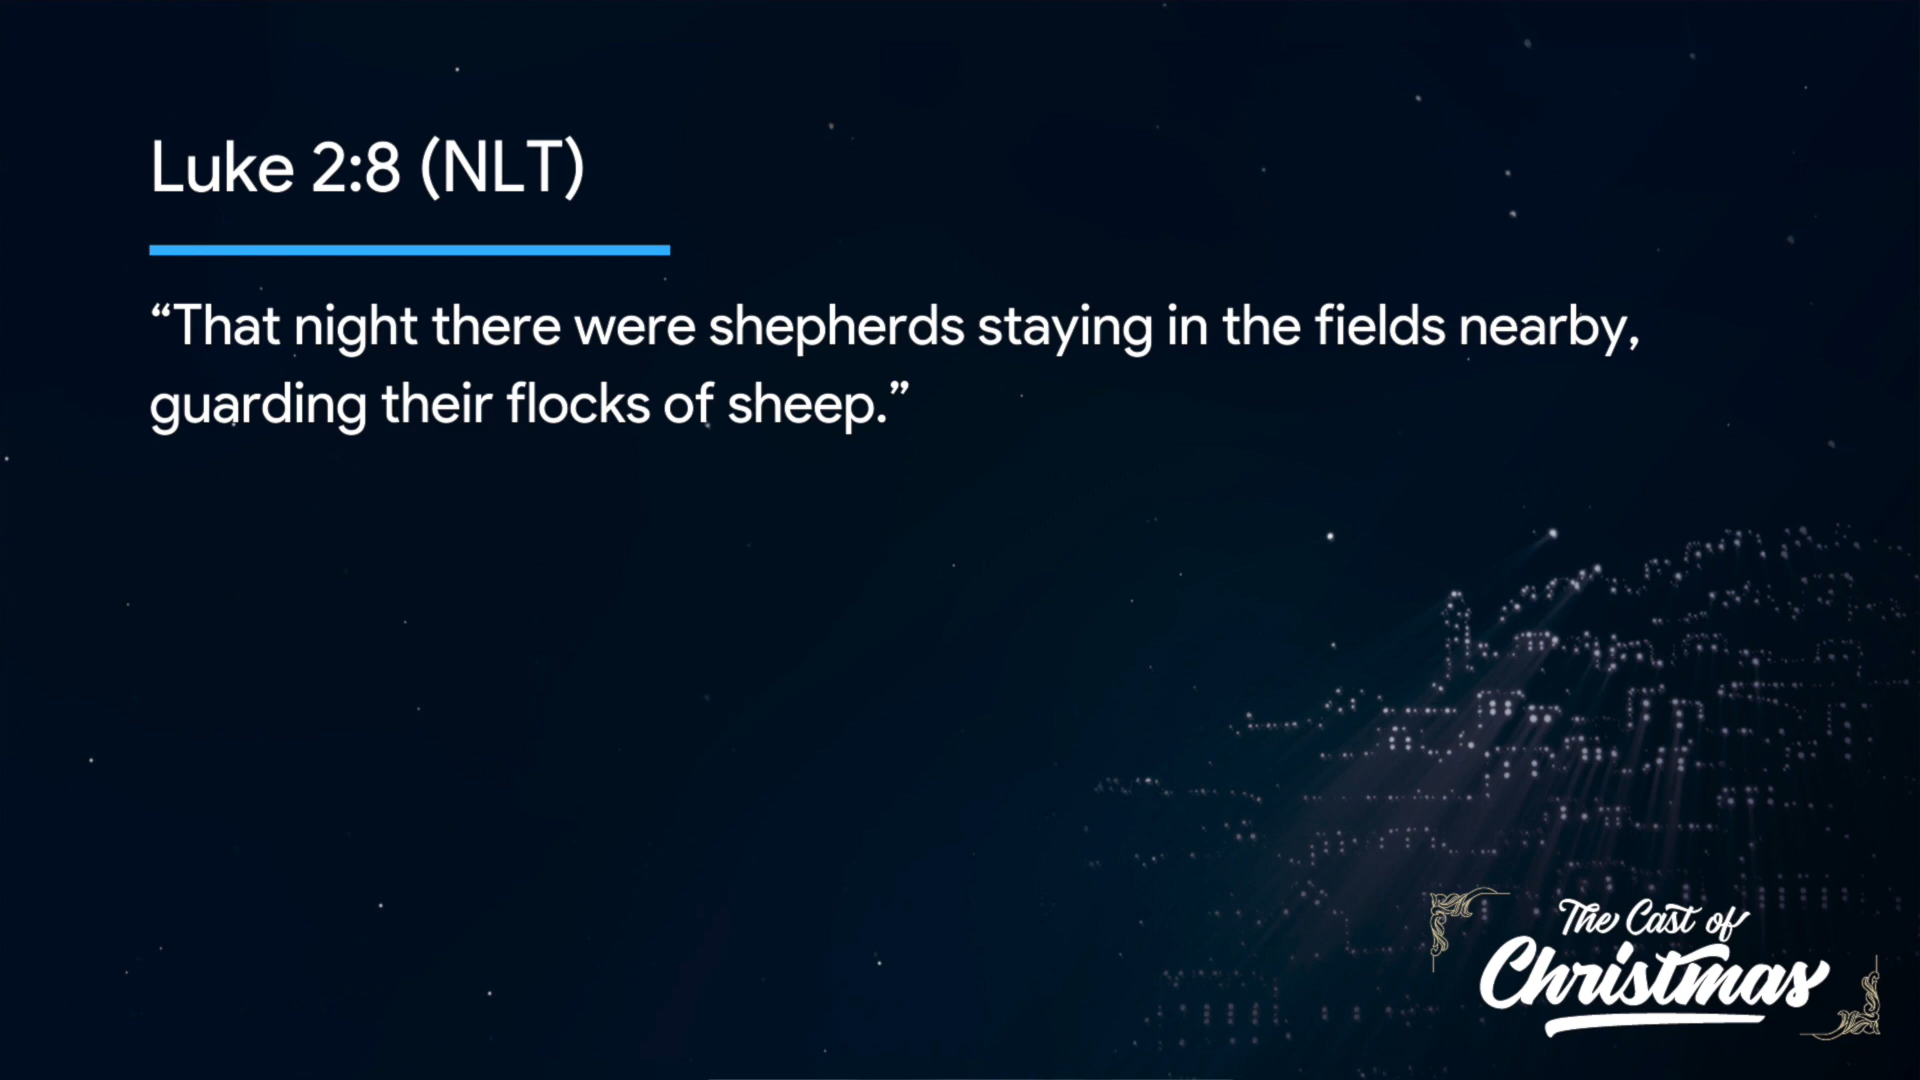 Luke 2:8 (NLT)
“That night there were shepherds staying in the fields nearby,
guarding their flocks of sheep.”
The Cast of
Christmas